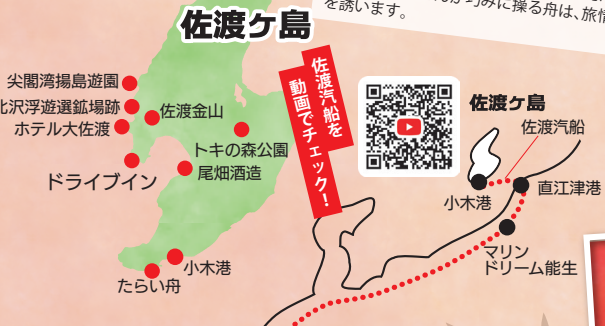 を誘います。
佐渡ヶ島
尖閣湾揚島遊園
北沢浮遊選鉱場跡
ホテル大佐渡
佐渡金山
トキの森公園
尾畑酒造
ドライブイン
小木港
たらい舟
佐渡汽船を
動画でチェック!
佐渡ヶ島
佐渡汽船
小木港
直江津港
マリン
ドリーム能生